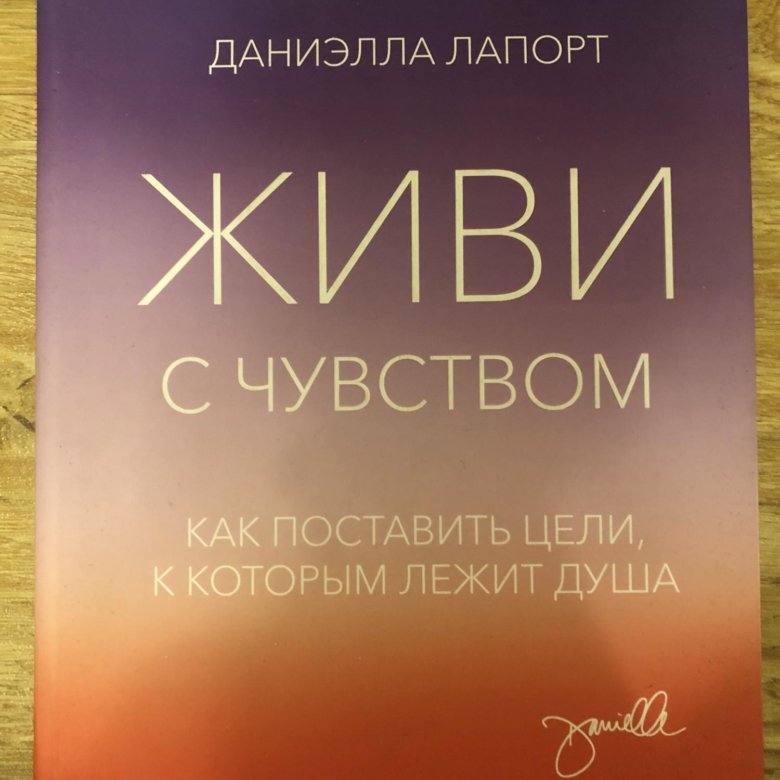 ДАНИЭЛЛА ЛАПОРТ
ЖИВИ
С ЧУВСТВОМ
КАК ПОСТАВИТЬ ЦЕЛИ,
К КОТОРЫМ ЛЕЖИТ ДУША
Danielle